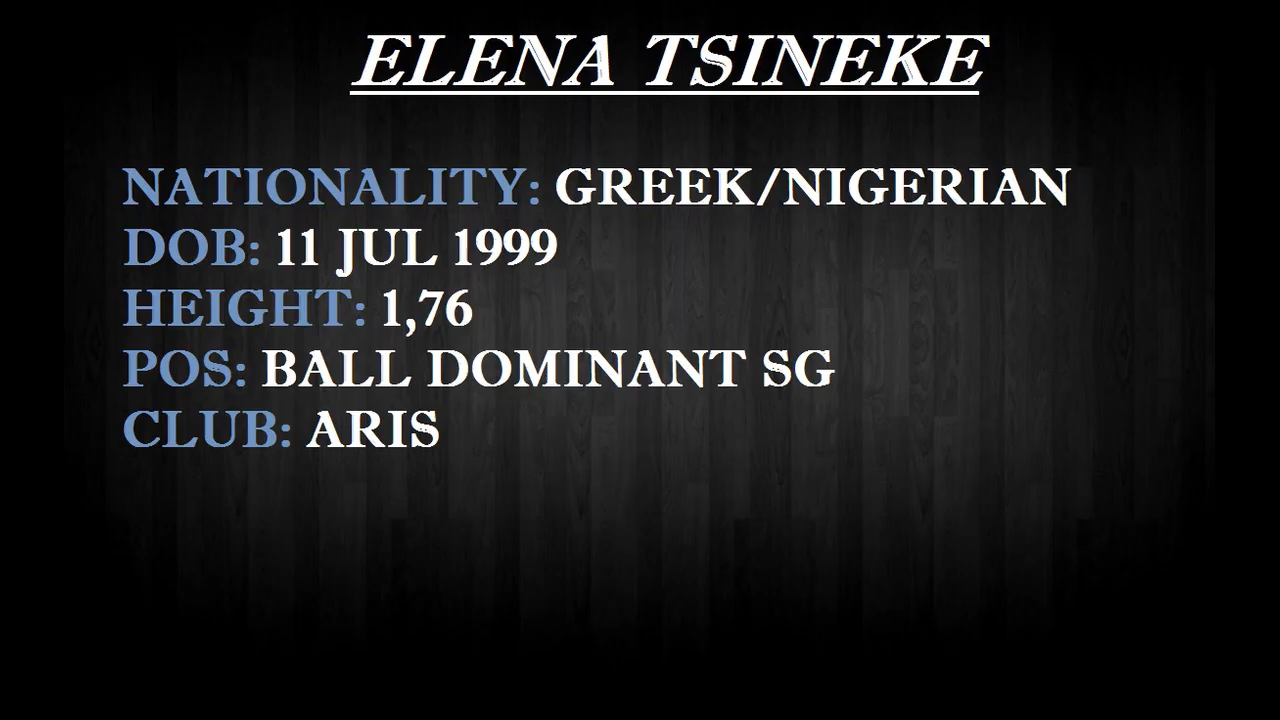 ELENA TSINEKE
NATIONALITY: GREEK/NIGERIAN
DOB: 11 JUL 1999
HEIGHT: 1,76
POS: BALL DOMINANT SG
CLUB: ARIS